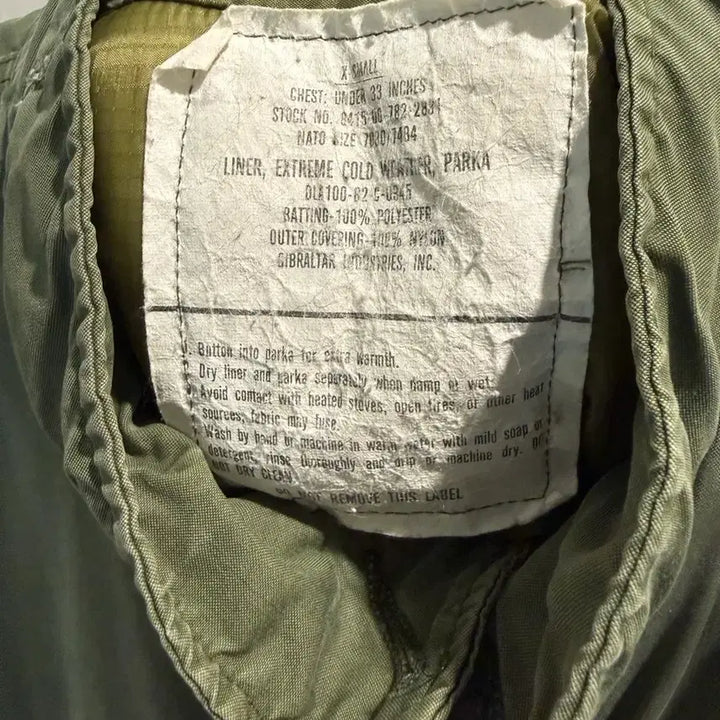 X SMALL
CHEST: UNDER 33 INCHES
STOCK NO. 8415-00-782-2884
NATO SIZE 7080/1434
LINER, EXTREME COLD WEATHER, PARKA
DLA100-82-C-0345
BATTING-100% POLYESTER
OUTER COVERING-100% NYLON
GIBRALTAR INDUSTRIES, INC.
. Button into parka for extra warmth.
Dry liner and parka separately when damp or wet.
Avoid contact with heated stoves, open fires, or other heat
sources; fabric may fuse.
Wash by hand or machine in warm water with mild soap or
detergent, rinse thoroughly and drip or machine dry.
NOT DRY CLEAN
DO NOT REMOVE THIS LABEL